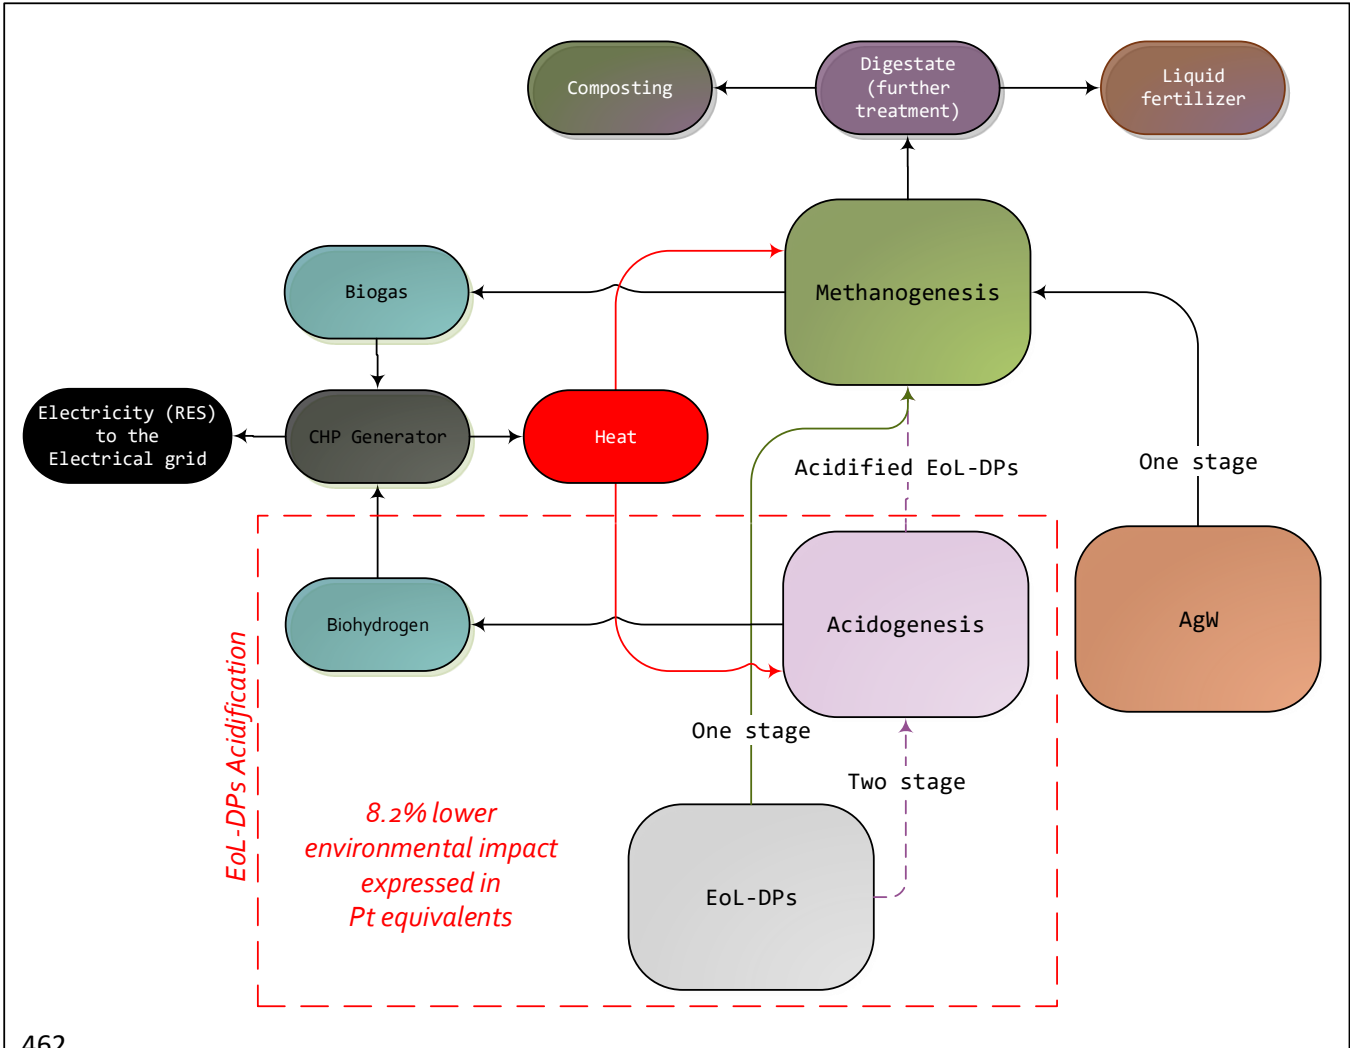 Composting
Digestate
(further
treatment)
Liquid
fertilizer
Biogas
Methanogenesis
Electricity (RES)
to the
Electrical grid
CHP Generator
Heat
Acidified EoL-DPs
One stage
Biohydrogen
Acidogenesis
AgW
EoL-DPs Acidification
One stage
Two stage
8.2% lower
environmental impact
expressed in
Pt equivalents
EoL-DPs
462